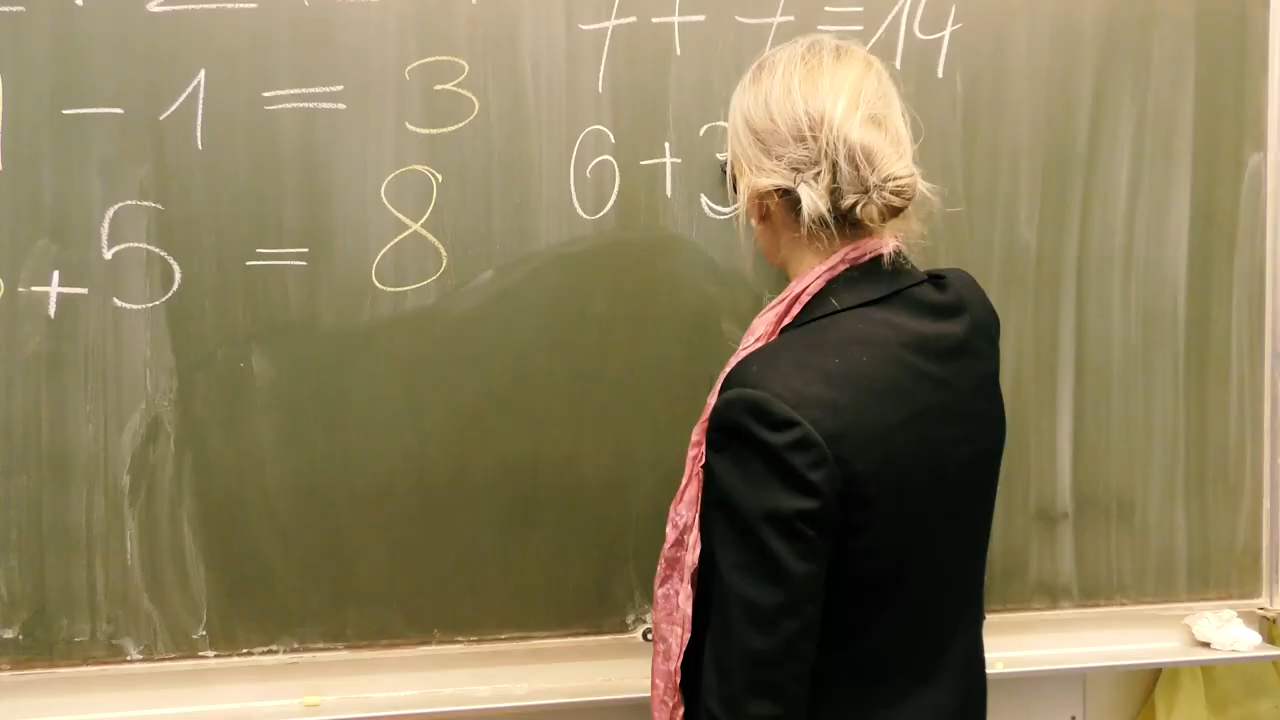 7 + 7 = 14
- 1 = 3
6 + 3
+ 5 = 8